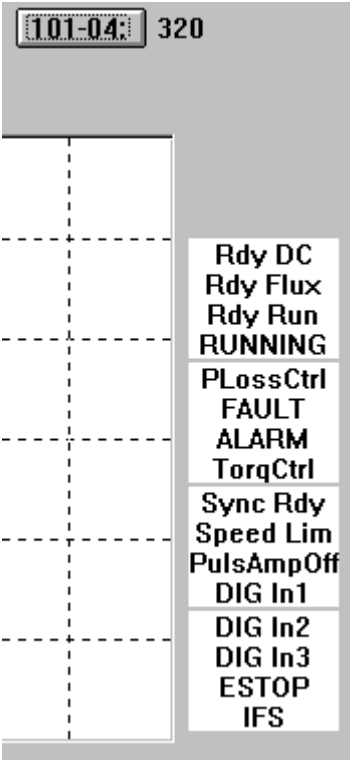 101-04: 320
Rdy DC
Rdy Flux
Rdy Run
RUNNING
PLossCtrl
FAULT
ALARM
TorqCtrl
Sync Rdy
Speed Lim
PulsAmpOff
DIG In1
DIG In2
DIG In3
ESTOP
IFS